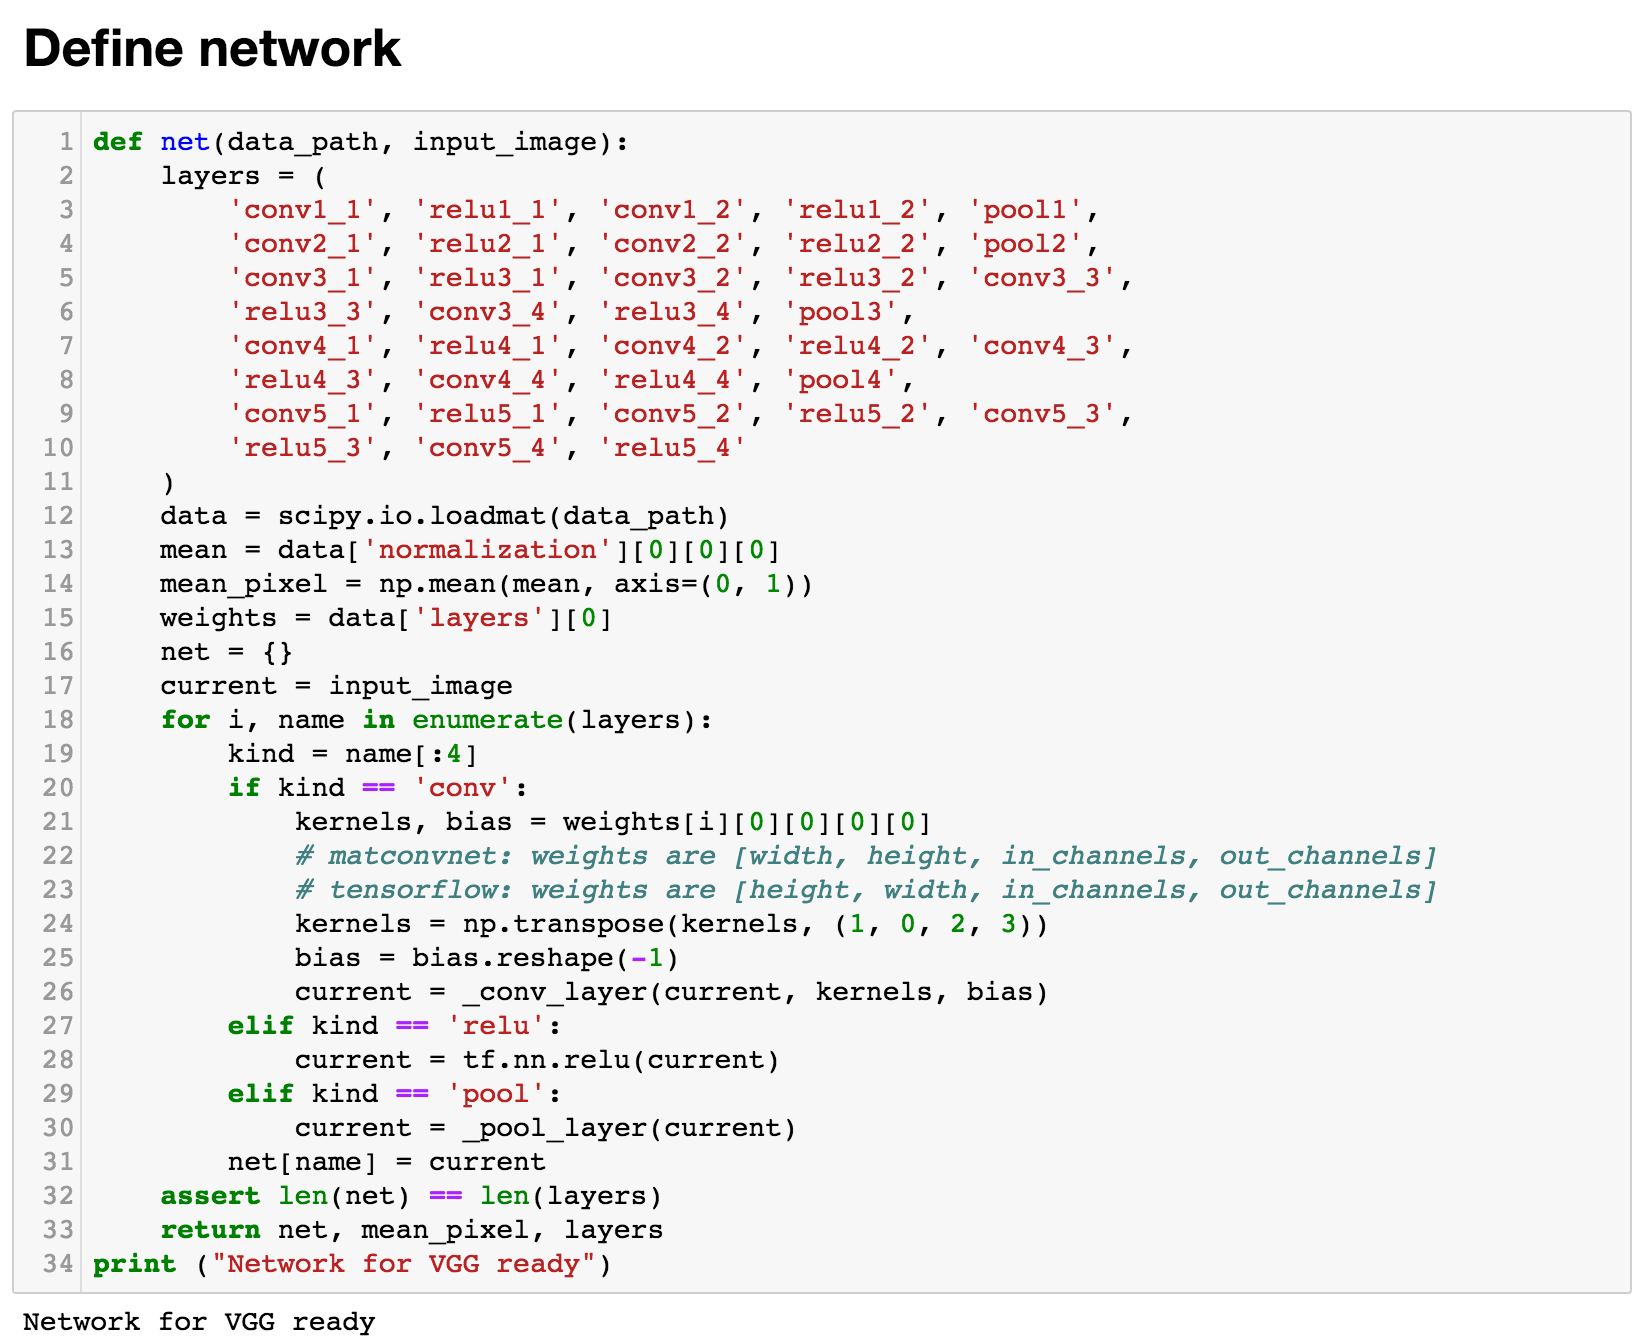 Define network
1 def net(data_path, input_image):
2     layers = (
3         'conv1_1', 'relu1_1', 'conv1_2', 'relu1_2', 'pool1',
4         'conv2_1', 'relu2_1', 'conv2_2', 'relu2_2', 'pool2',
5         'conv3_1', 'relu3_1', 'conv3_2', 'relu3_2', 'conv3_3',
6         'relu3_3', 'conv3_4', 'relu3_4', 'pool3',
7         'conv4_1', 'relu4_1', 'conv4_2', 'relu4_2', 'conv4_3',
8         'relu4_3', 'conv4_4', 'relu4_4', 'pool4',
9         'conv5_1', 'relu5_1', 'conv5_2', 'relu5_2', 'conv5_3',
10         'relu5_3', 'conv5_4', 'relu5_4'
11     )
12     data = scipy.io.loadmat(data_path)
13     mean = data['normalization'][0][0][0]
14     mean_pixel = np.mean(mean, axis=(0, 1))
15     weights = data['layers'][0]
16     net = {}
17     current = input_image
18     for i, name in enumerate(layers):
19         kind = name[:4]
20         if kind == 'conv':
21             kernels, bias = weights[i][0][0][0][0]
22             # matconvnet: weights are [width, height, in_channels, out_channels]
23             # tensorflow: weights are [height, width, in_channels, out_channels]
24             kernels = np.transpose(kernels, (1, 0, 2, 3))
25             bias = bias.reshape(-1)
26             current = _conv_layer(current, kernels, bias)
27         elif kind == 'relu':
28             current = tf.nn.relu(current)
29         elif kind == 'pool':
30             current = _pool_layer(current)
31         net[name] = current
32     assert len(net) == len(layers)
33     return net, mean_pixel, layers
34 print ("Network for VGG ready")
Network for VGG ready